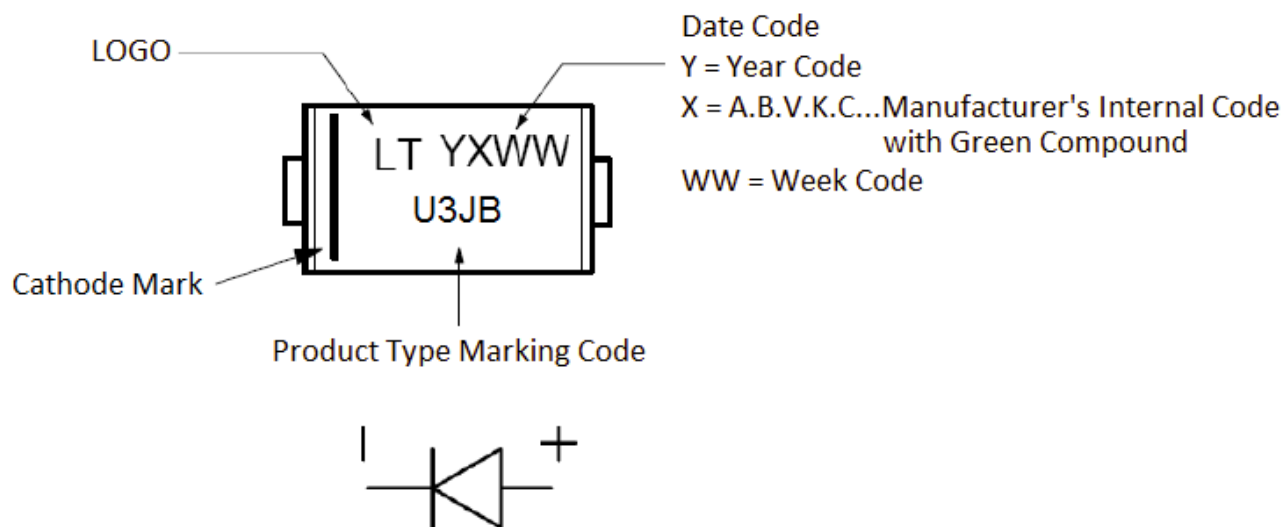 LOGO
Date Code
Y = Year Code
X = A.B.V.K.C...Manufacturer's Internal Code
with Green Compound
WW = Week Code
LT YXWW
U3JB
Cathode Mark
Product Type Marking Code
− +